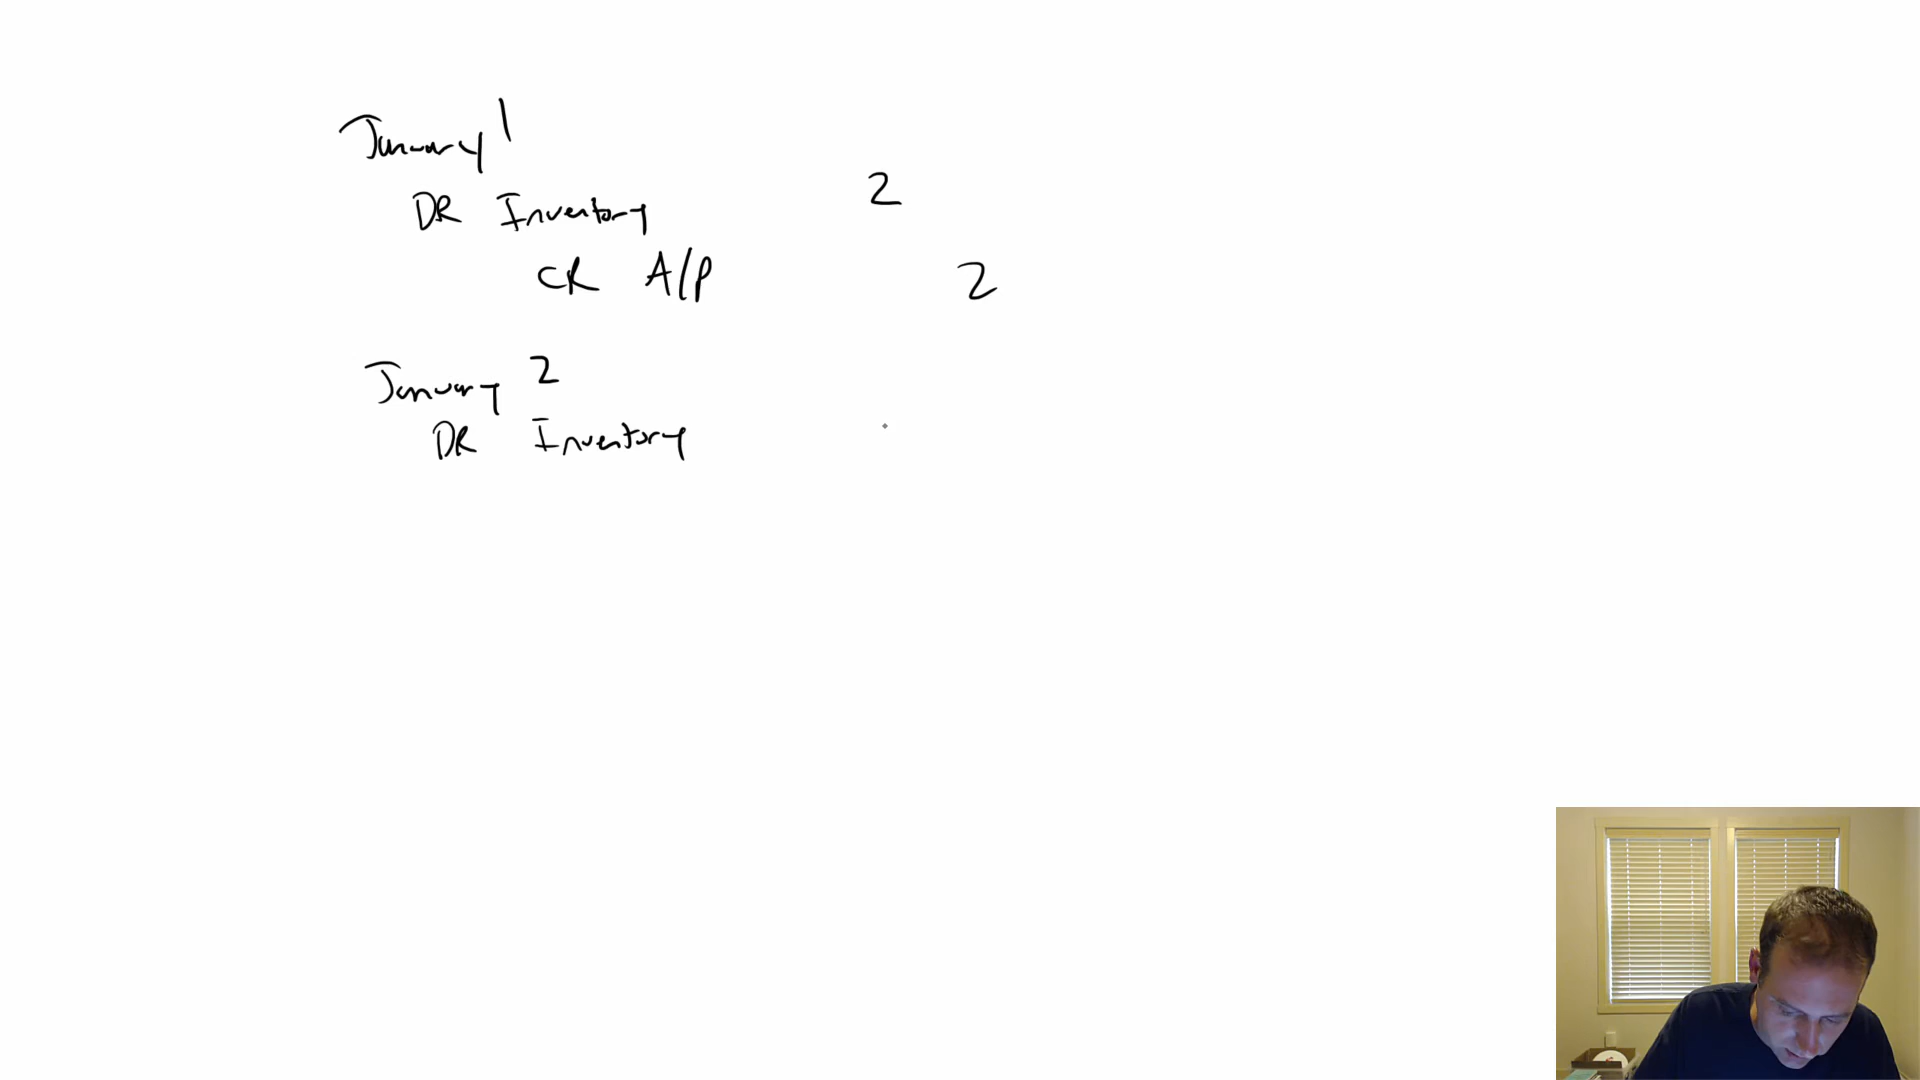 January 1
DR Inventory 2
CR A/P 2
January 2
DR Inventory